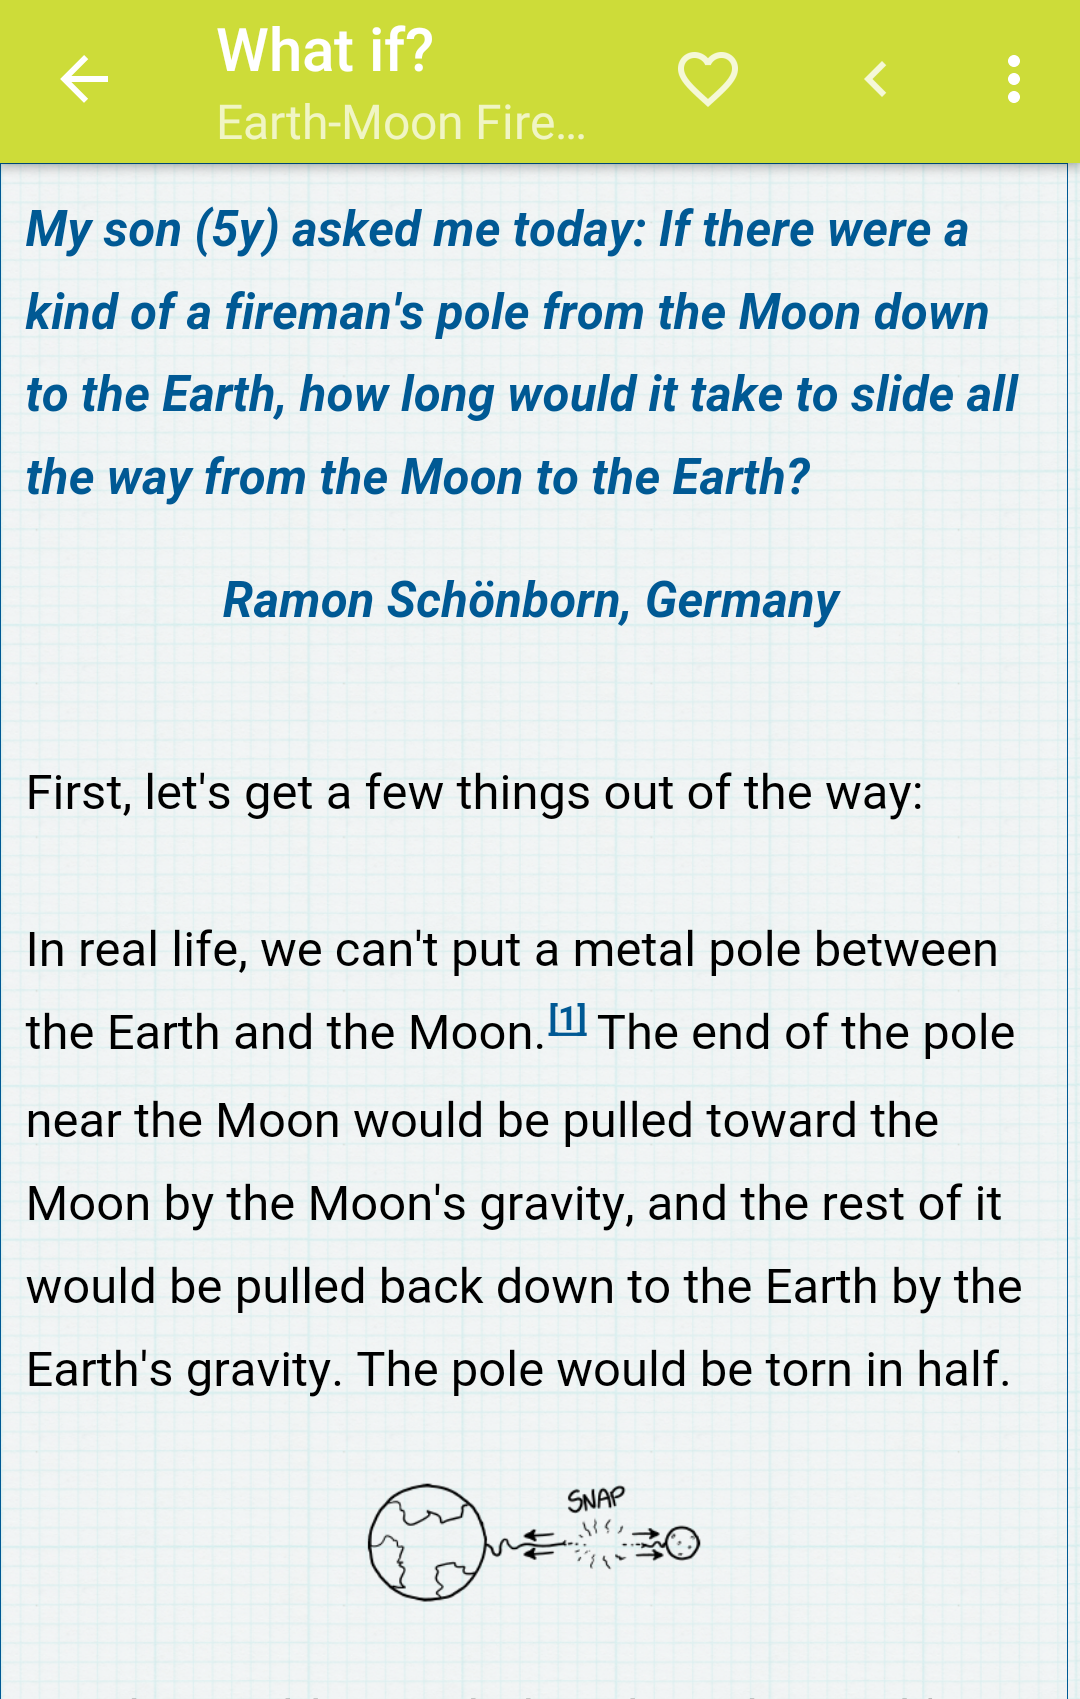 What if?
Earth-Moon Fire...
My son (5y) asked me today: If there were a
kind of a fireman's pole from the Moon down
to the Earth, how long would it take to slide all
the way from the Moon to the Earth?
Ramon Schönborn, Germany
First, let's get a few things out of the way:
In real life, we can't put a metal pole between
the Earth and the Moon.[1] The end of the pole
near the Moon would be pulled toward the
Moon by the Moon's gravity, and the rest of it
would be pulled back down to the Earth by the
Earth's gravity. The pole would be torn in half.
SNAP